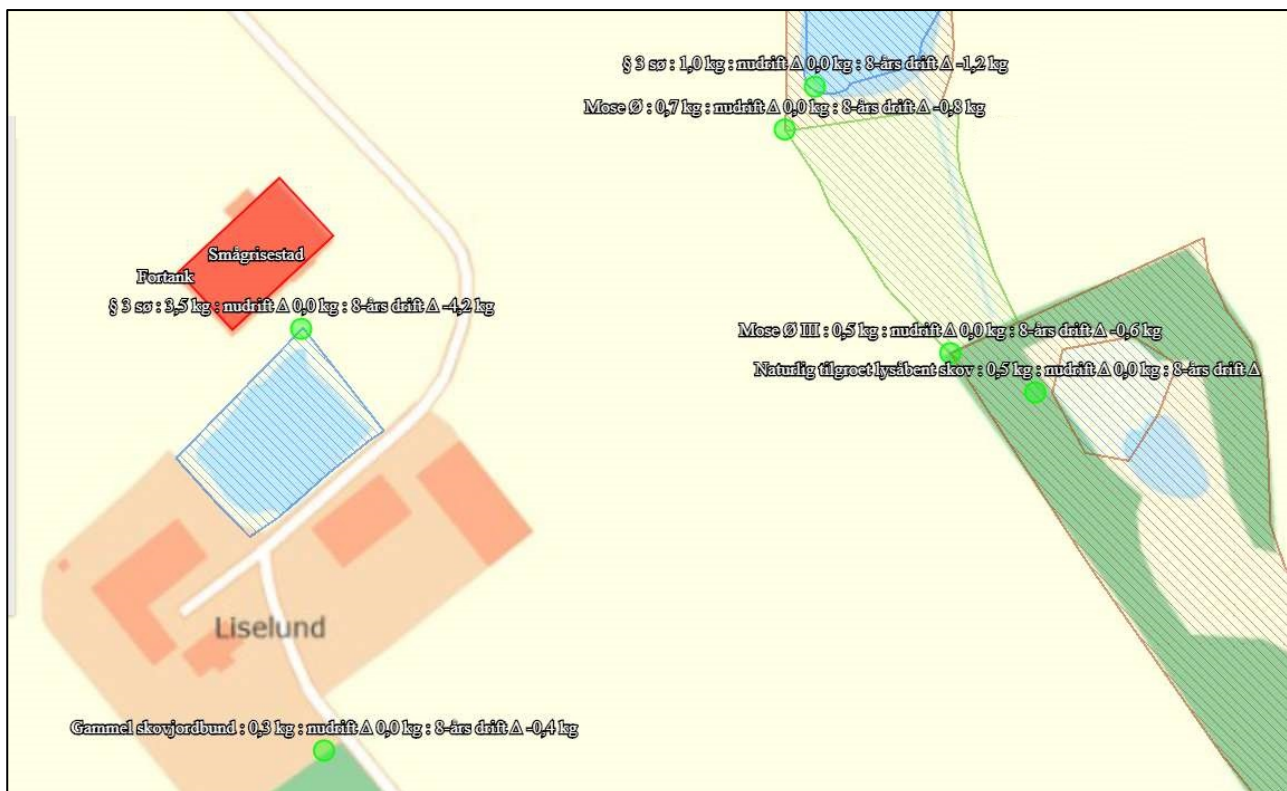 § 3 sø : 1,0 kg : nudrift Δ 0,0 kg : 8-års drift Δ -1,2 kg
Mose Ø : 0,7 kg : nudrift Δ 0,0 kg : 8-års drift Δ -0,8 kg
Smågrisestad
Fortank
§ 3 sø : 3,5 kg : nudrift Δ 0,0 kg : 8-års drift Δ -4,2 kg
Mose Ø III : 0,5 kg : nudrift Δ 0,0 kg : 8-års drift Δ -0,6 kg
Naturlig tilgroet lysåbent skov : 0,5 kg : nudrift Δ 0,0 kg : 8-års drift Δ
Liselund
Gammel skovjordbund : 0,3 kg : nudrift Δ 0,0 kg : 8-års drift Δ -0,4 kg